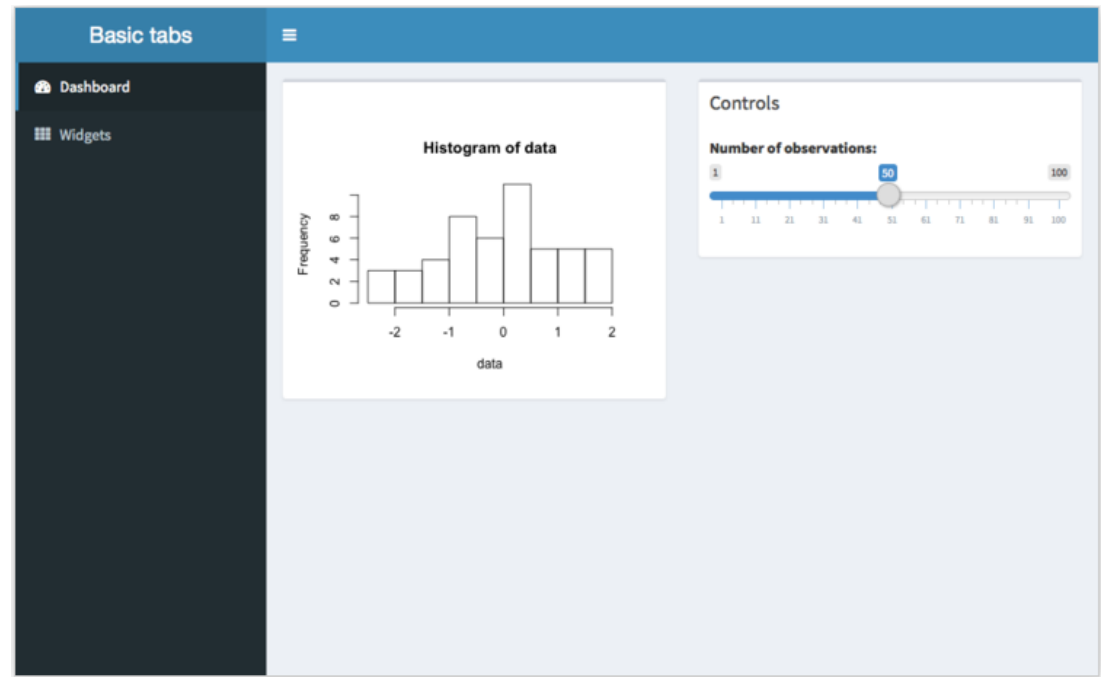 Basic tabs
Dashboard
Widgets
Histogram of data
Frequency
0 2 4 6 8
-2 -1 0 1 2
data
Controls
Number of observations:
1 50 100
1 11 21 31 41 51 61 71 81 91 100